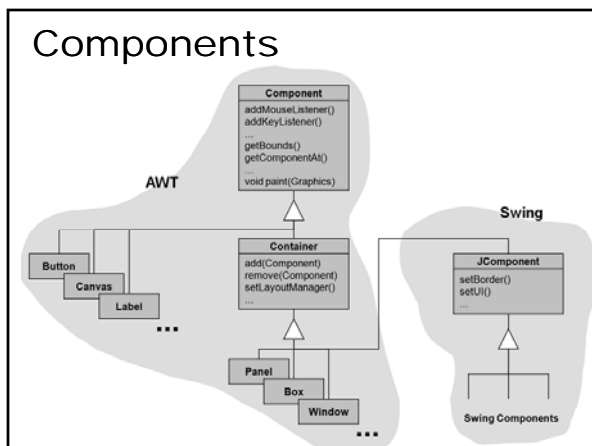 Components
Component
addMouseListener()
addKeyListener()
...
getBounds()
getComponentAt()
...
void paint(Graphics)
AWT
Swing
Button
Canvas
Label
...
Container
add(Component)
remove(Component)
setLayoutManager()
...
JComponent
setBorder()
setUI()
...
Panel
Box
Window
...
Swing Components